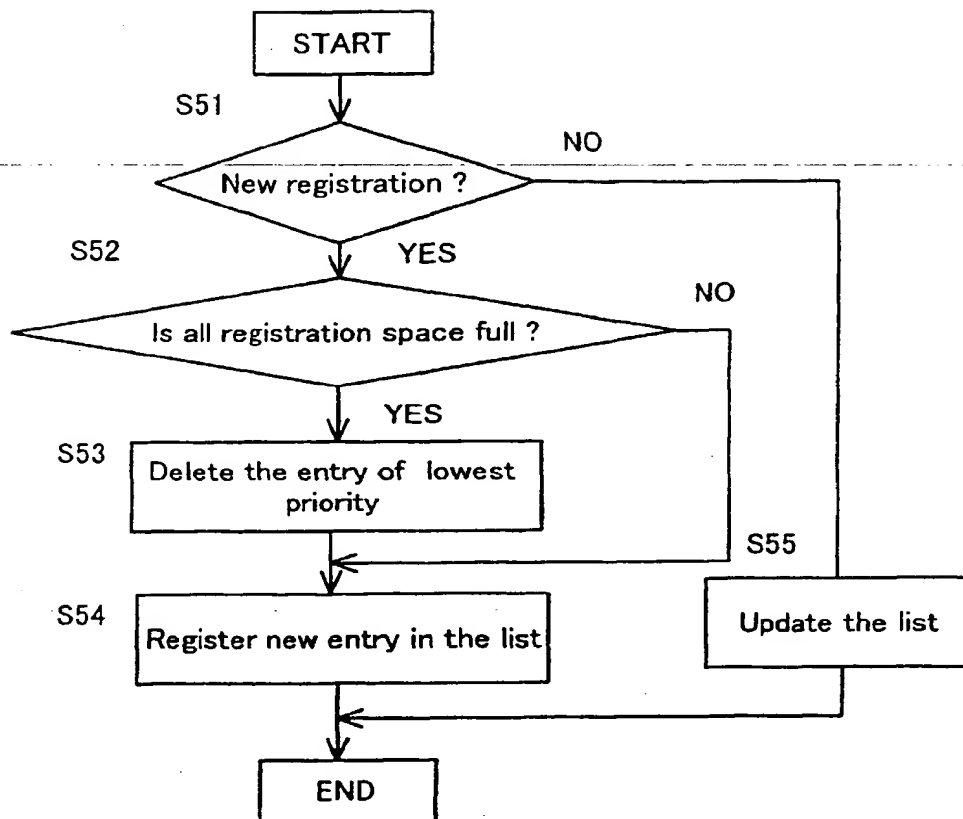 START
S51
NO
New registration ?
S52
YES
NO
Is all registration space full ?
YES
S53
Delete the entry of lowest
priority
S55
S54
Register new entry in the list
Update the list
END